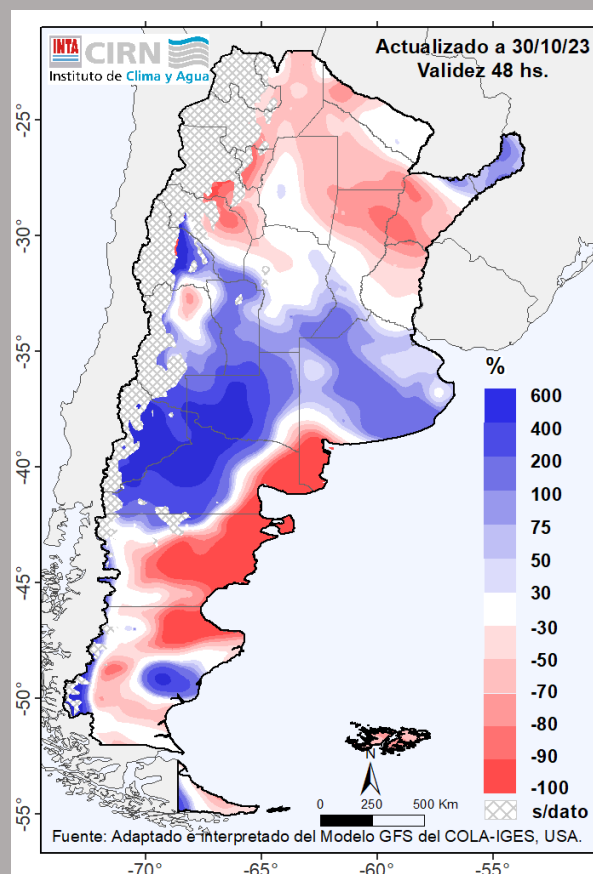 INTA CIRN
Instituto de Clima y Agua
Actualizado a 30/10/23
Validez 48 hs.
-25°
-30°
-35°
-40°
-45°
-50°
-55°
%
600
400
200
100
75
50
30
-30
-50
-70
-80
-90
-100
s/dato
N
0 250 500 Km
Fuente: Adaptado e interpretado del Modelo GFS del COLA-IGES, USA.
-70° -65° -60° -55°